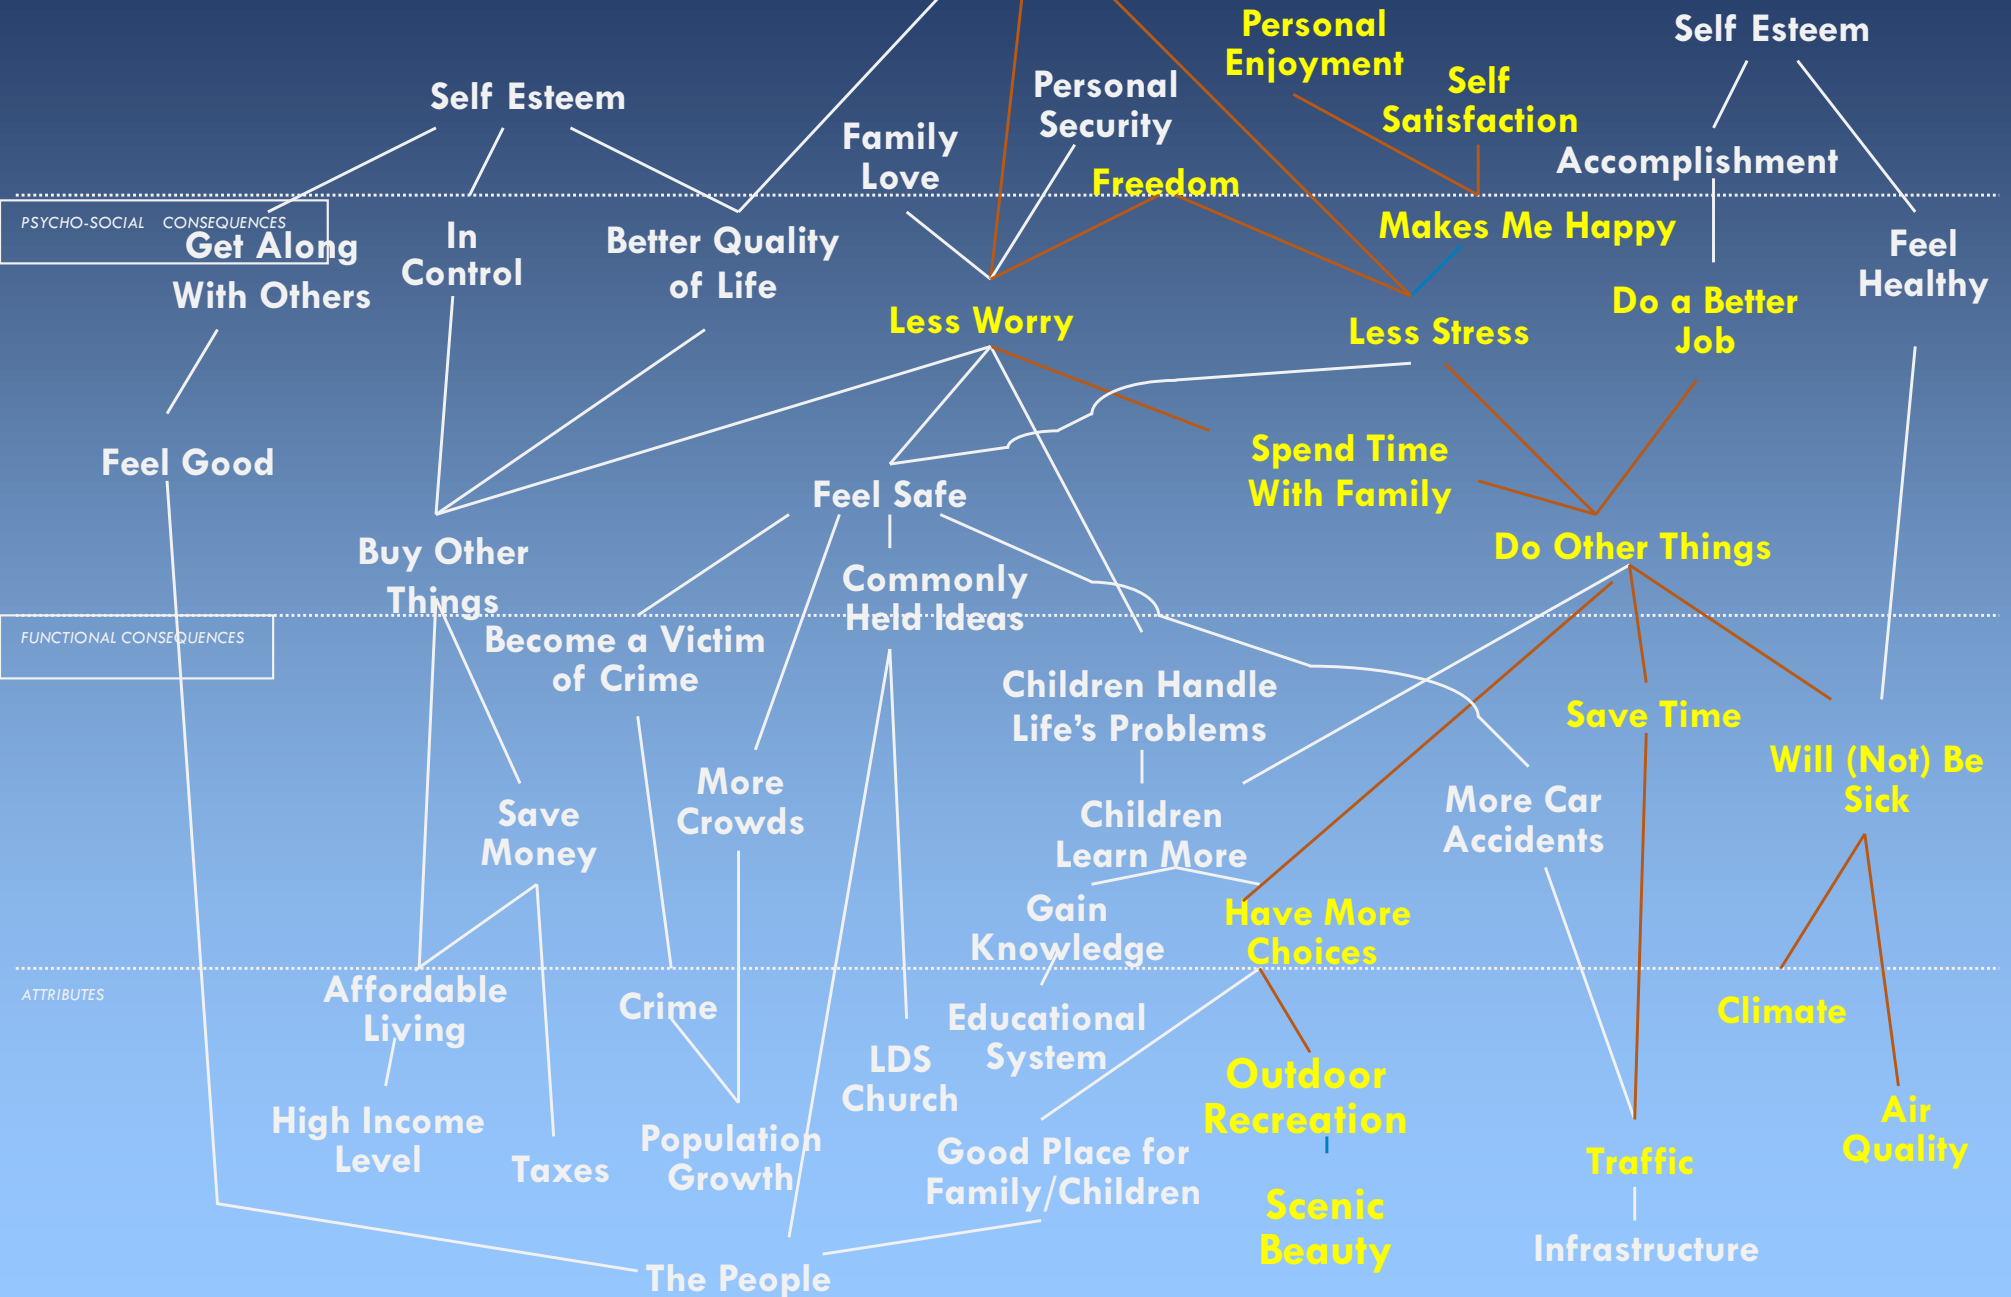 Personal
Enjoyment
Self Esteem
Self
Satisfaction
Personal
Security
Self Esteem
Family
Love
Accomplishment
Freedom
PSYCHO-SOCIAL CONSEQUENCES
Get Along
With Others
In
Control
Better Quality
of Life
Makes Me Happy
Feel
Healthy
Less Worry
Less Stress
Do a Better
Job
Feel Good
Spend Time
With Family
Feel Safe
Buy Other
Things
Do Other Things
Commonly
Held Ideas
FUNCTIONAL CONSEQUENCES
Become a Victim
of Crime
Children Handle
Life’s Problems
Save Time
Will (Not) Be
Sick
More
Crowds
Save
Money
Children
Learn More
More Car
Accidents
Gain
Knowledge
Have More
Choices
ATTRIBUTES
Affordable
Living
Crime
Educational
System
Climate
LDS
Church
Outdoor
Recreation
High Income
Level
Taxes
Population
Growth
Good Place for
Family/Children
Traffic
Air
Quality
Scenic
Beauty
Infrastructure
The People